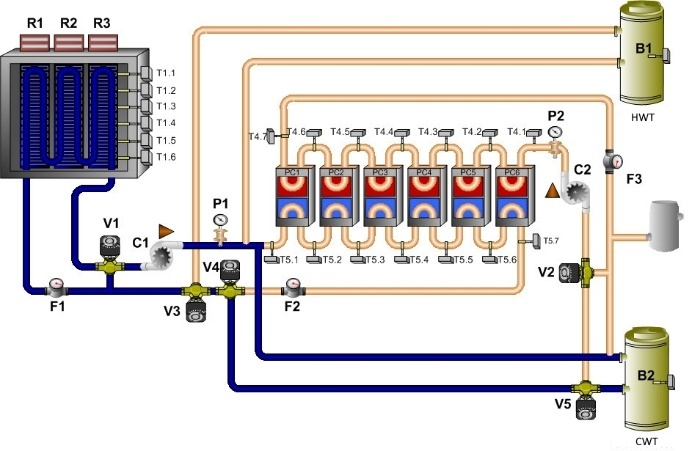 R1 R2 R3
B1
T1.1
T1.2
T1.3
T1.4
T1.5
T1.6
HWT
P2
T4.7 T4.6 T4.5 T4.4 T4.3 T4.2 T4.1
C2
F3
PC1 PC2 PC3 PC4 PC5 PC6
P1
V1
C1
V4
T5.7
T5.1 T5.2 T5.3 T5.4 T5.5 T5.6
V2
F1
V3
F2
B2
V5
CWT